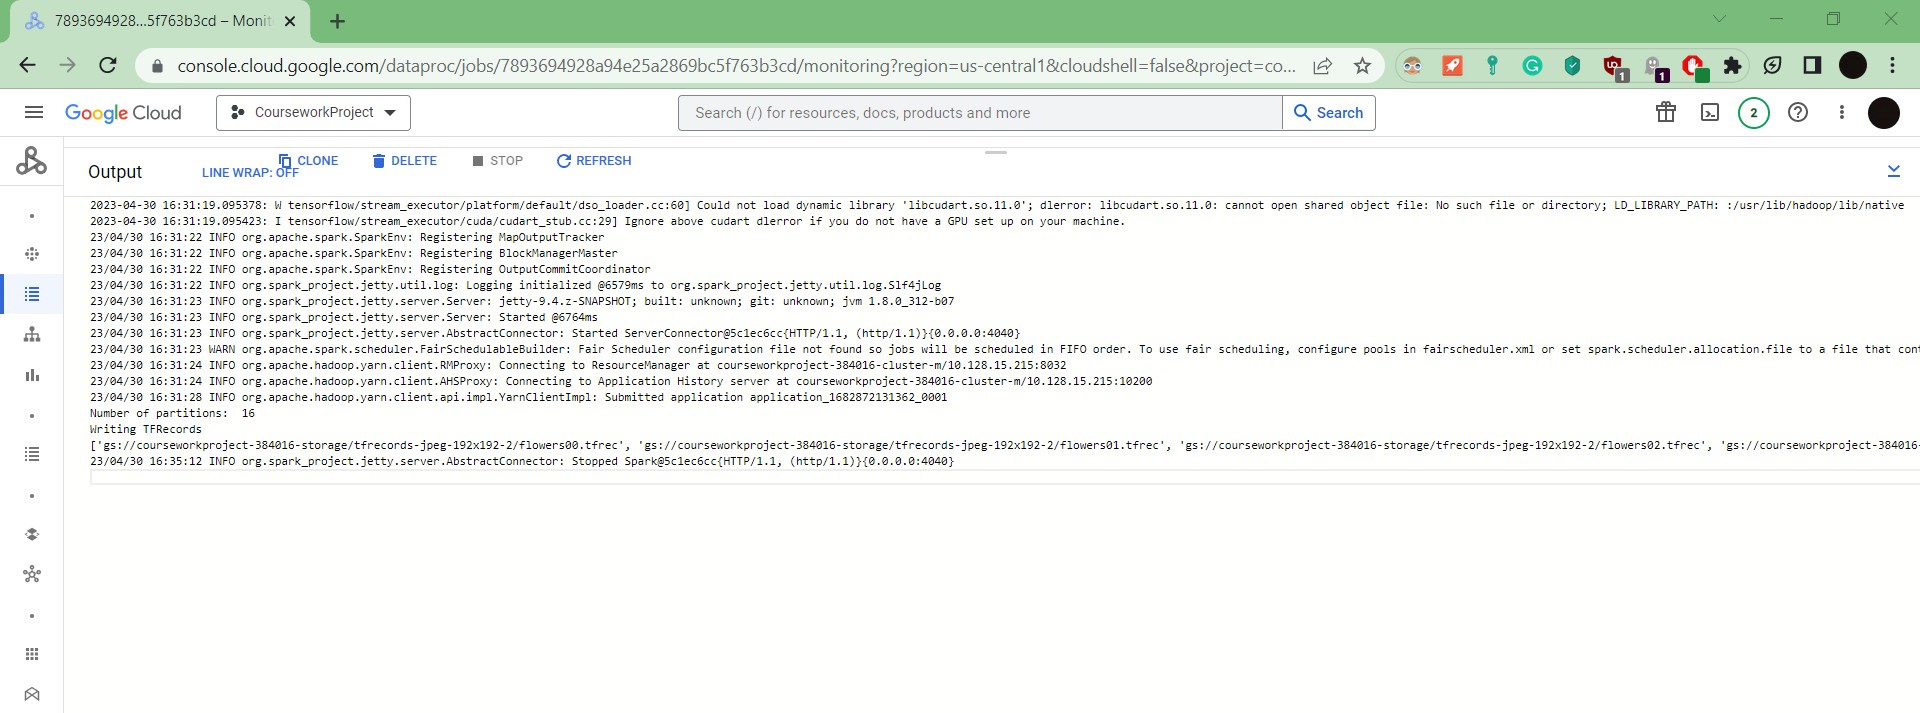 7893694928...5f763b3cd – Moni
console.cloud.google.com/dataproc/jobs/7893694928a94e25a2869bc5f763b3cd/monitoring?region=us-central1&cloudshell=false&project=co...
1
1
Google Cloud
CourseworkProject
Search (/) for resources, docs, products and more
Search
2
Output
LINE WRAP: OFF
CLONE
DELETE
STOP
REFRESH
2023-04-30 16:31:19.095378: W tensorflow/stream_executor/platform/default/dso_loader.cc:60] Could not load dynamic library 'libcudart.so.11.0'; dlerror: libcudart.so.11.0: cannot open shared object file: No such file or directory; LD_LIBRARY_PATH: :/usr/lib/hadoop/lib/native
2023-04-30 16:31:19.095423: I tensorflow/stream_executor/cuda/cudart_stub.cc:29] Ignore above cudart dlerror if you do not have a GPU set up on your machine.
23/04/30 16:31:22 INFO org.apache.spark.SparkEnv: Registering MapOutputTracker
23/04/30 16:31:22 INFO org.apache.spark.SparkEnv: Registering BlockManagerMaster
23/04/30 16:31:22 INFO org.apache.spark.SparkEnv: Registering OutputCommitCoordinator
23/04/30 16:31:22 INFO org.spark_project.jetty.util.log: Logging initialized @6579ms to org.spark_project.jetty.util.log.Slf4jLog
23/04/30 16:31:23 INFO org.spark_project.jetty.server.Server: jetty-9.4.z-SNAPSHOT; built: unknown; git: unknown; jvm 1.8.0_312-b07
23/04/30 16:31:23 INFO org.spark_project.jetty.server.Server: Started @6764ms
23/04/30 16:31:23 INFO org.spark_project.jetty.server.AbstractConnector: Started ServerConnector@5c1ec6cc{HTTP/1.1, (http/1.1)}{0.0.0.0:4040}
23/04/30 16:31:23 WARN org.apache.spark.scheduler.FairSchedulableBuilder: Fair Scheduler configuration file not found so jobs will be scheduled in FIFO order. To use fair scheduling, configure pools in fairscheduler.xml or set spark.scheduler.allocation.file to a file that cont
23/04/30 16:31:24 INFO org.apache.hadoop.yarn.client.RMProxy: Connecting to ResourceManager at courseworkproject-384016-cluster-m/10.128.15.215:8032
23/04/30 16:31:24 INFO org.apache.hadoop.yarn.client.AHSProxy: Connecting to Application History server at courseworkproject-384016-cluster-m/10.128.15.215:10200
23/04/30 16:31:28 INFO org.apache.hadoop.yarn.client.api.impl.YarnClientImpl: Submitted application application_1682872131362_0001
Number of partitions:  16
Writing TFRecords
['gs://courseworkproject-384016-storage/tfrecords-jpeg-192x192-2/flowers00.tfrec', 'gs://courseworkproject-384016-storage/tfrecords-jpeg-192x192-2/flowers01.tfrec', 'gs://courseworkproject-384016-storage/tfrecords-jpeg-192x192-2/flowers02.tfrec', 'gs://courseworkproject-384016-
23/04/30 16:35:12 INFO org.spark_project.jetty.server.AbstractConnector: Stopped Spark@5c1ec6cc{HTTP/1.1, (http/1.1)}{0.0.0.0:4040}